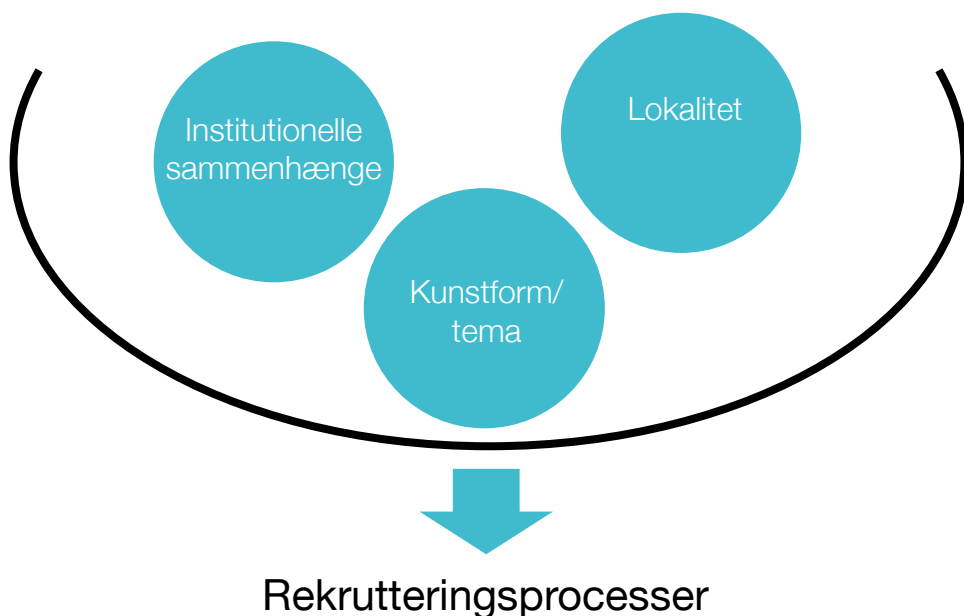 Institutionelle
sammenhænge
Lokalitet
Kunstform/
tema
Rekrutteringsprocesser